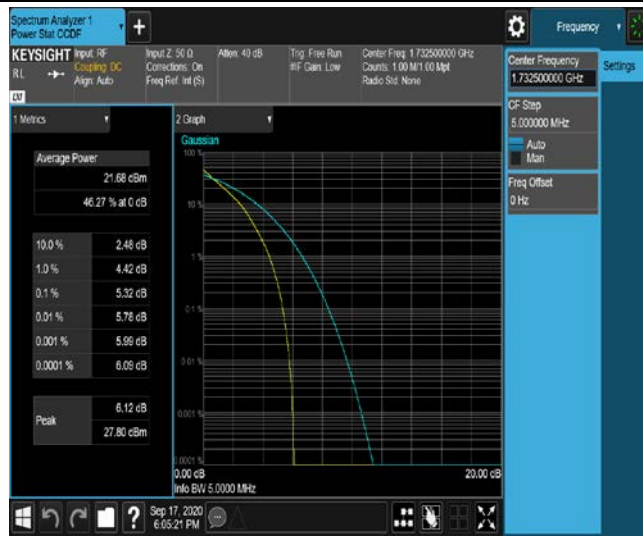 Spectrum Analyzer 1
Power Stat CCDF
+
Frequency
KEYSIGHT
RL
LXI
Input: RF
Coupling: DC
Align: Auto
Input Z: 50 Ω
Corrections: On
Freq Ref: Int (S)
Atten: 40 dB
Trig: Free Run
#IF Gain: Low
Center Freq: 1.732500000 GHz
Counts: 1.00 M/1.00 Mpt
Radio Std: None
Center Frequency
1.732500000 GHz
Settings
CF Step
5.000000 MHz
Auto
Man
Freq Offset
0 Hz
1 Metrics
Average Power
21.68 dBm
46.27 % at 0 dB
10.0 % 2.48 dB
1.0 % 4.42 dB
0.1 % 5.32 dB
0.01 % 5.78 dB
0.001 % 5.99 dB
0.0001 % 6.09 dB
Peak
6.12 dB
27.80 dBm
2 Graph
Gaussian
100 %
10 %
1 %
0.1 %
0.01 %
0.001 %
0.0001 %
0.00 dB
20.00 dB
Info BW 5.0000 MHz
?
Sep 17, 2020
6:05:21 PM